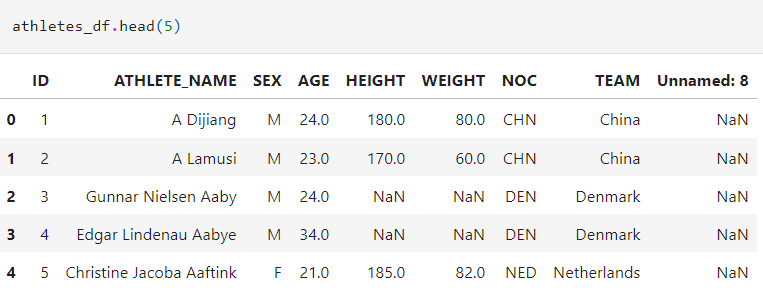 athletes_df.head(5)
ID ATHLETE_NAME SEX AGE HEIGHT WEIGHT NOC TEAM Unnamed: 8
0 1 A Dijiang M 24.0 180.0 80.0 CHN China NaN
1 2 A Lamusi M 23.0 170.0 60.0 CHN China NaN
2 3 Gunnar Nielsen Aaby M 24.0 NaN NaN DEN Denmark NaN
3 4 Edgar Lindenau Aabye M 34.0 NaN NaN DEN Denmark NaN
4 5 Christine Jacoba Aaftink F 21.0 185.0 82.0 NED Netherlands NaN